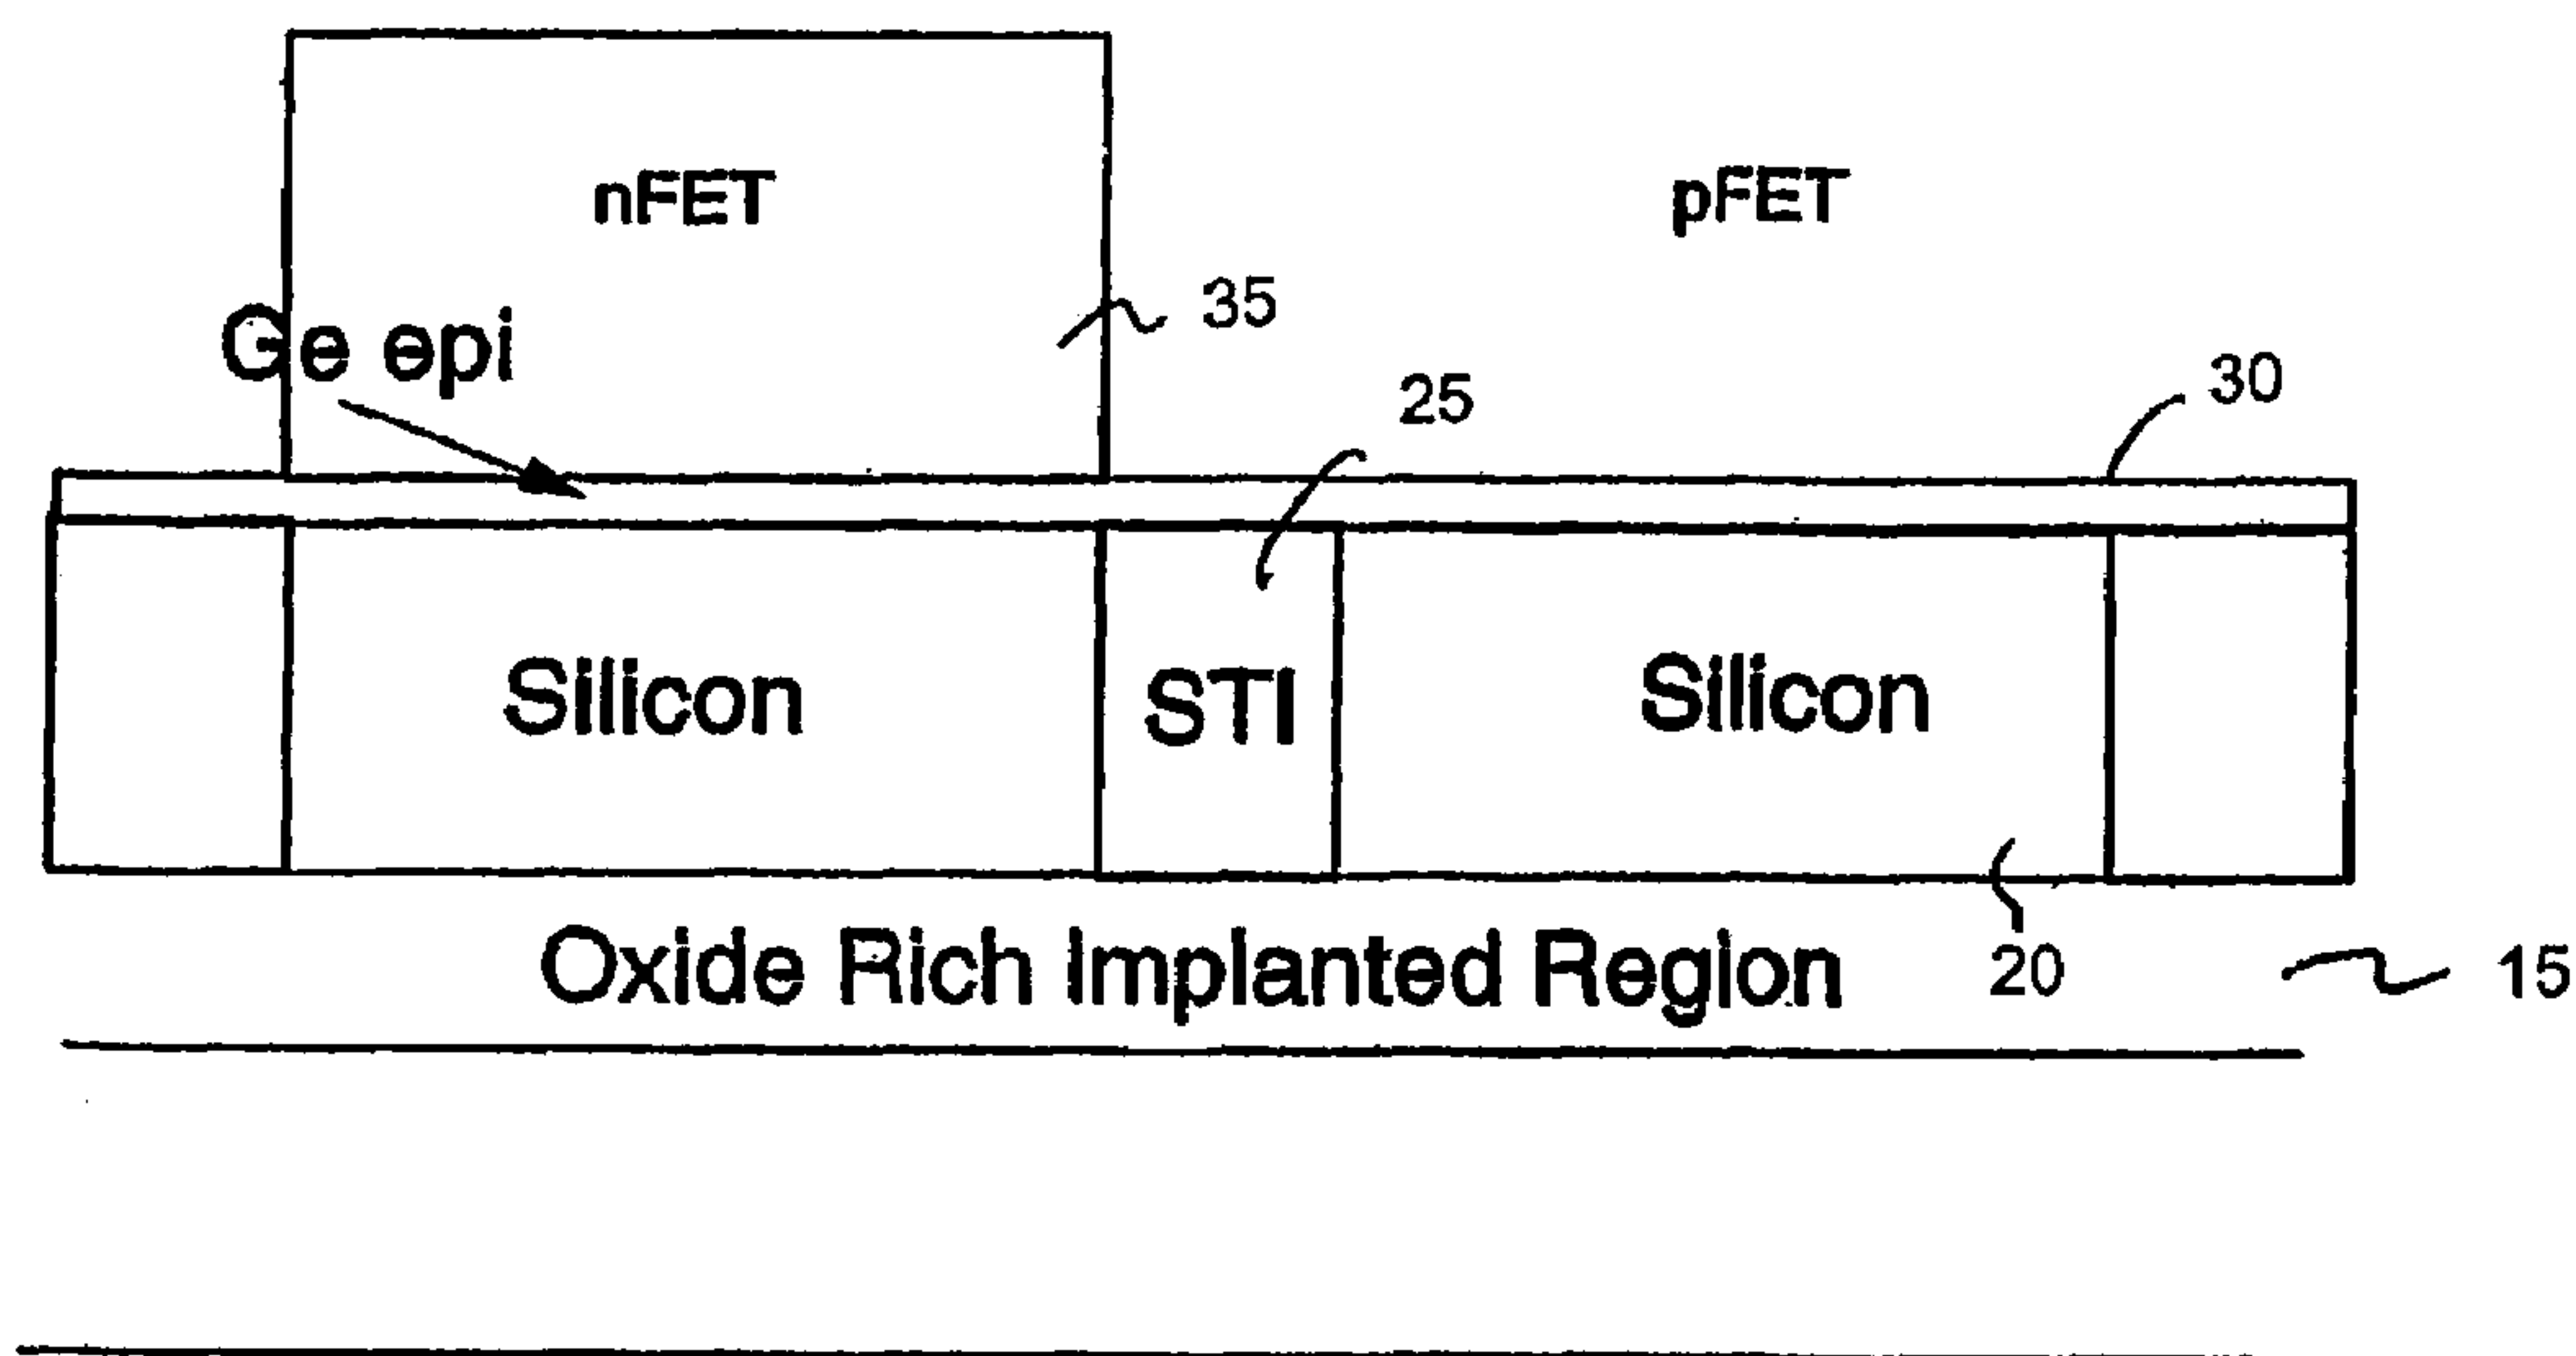 nFET
pFET
35
Ge epi
25
30
Silicon
STI
Silicon
Oxide Rich Implanted Region
20
15